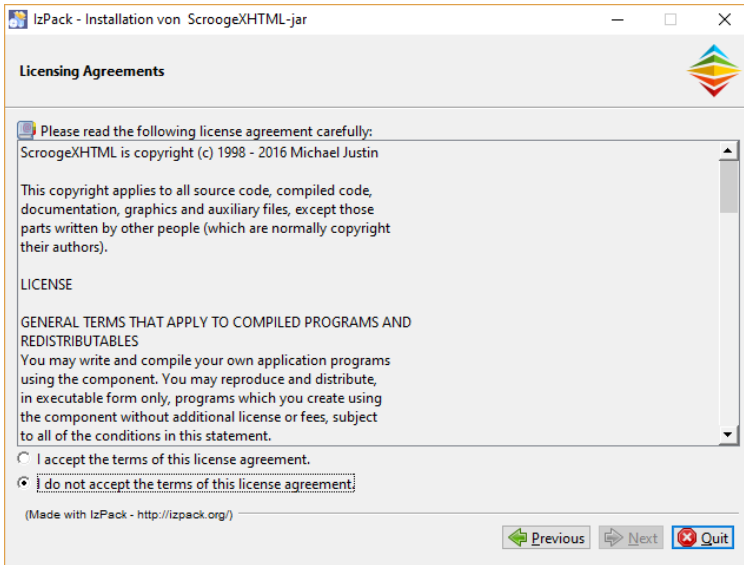 IzPack - Installation von ScroogeXHTML-jar
Licensing Agreements
Please read the following license agreement carefully:
ScroogeXHTML is copyright (c) 1998 - 2016 Michael Justin
This copyright applies to all source code, compiled code,
documentation, graphics and auxiliary files, except those
parts written by other people (which are normally copyright
their authors).
LICENSE
GENERAL TERMS THAT APPLY TO COMPILED PROGRAMS AND
REDISTRIBUTABLES
You may write and compile your own application programs
using the component. You may reproduce and distribute,
in executable form only, programs which you create using
the component without additional license or fees, subject
to all of the conditions in this statement.
I accept the terms of this license agreement.
I do not accept the terms of this license agreement.
(Made with IzPack - http://izpack.org/)
Previous Next Quit